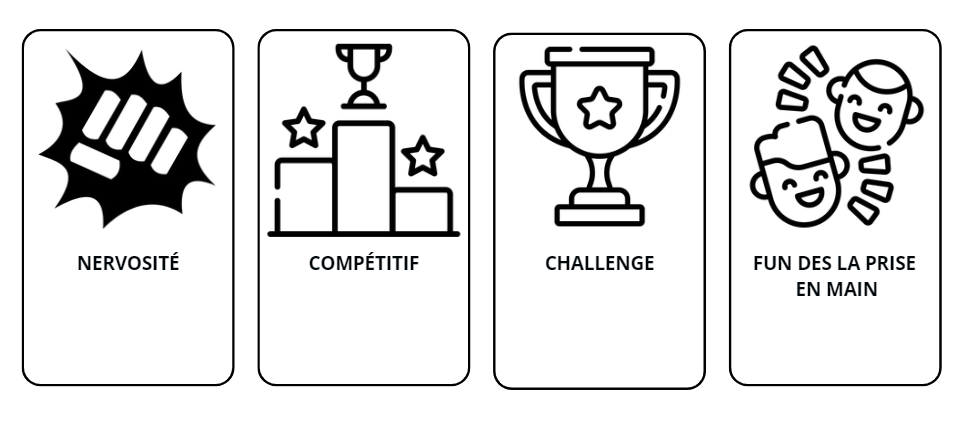 NERVOSITÉ
COMPÉTITIF
CHALLENGE
FUN DES LA PRISE
EN MAIN